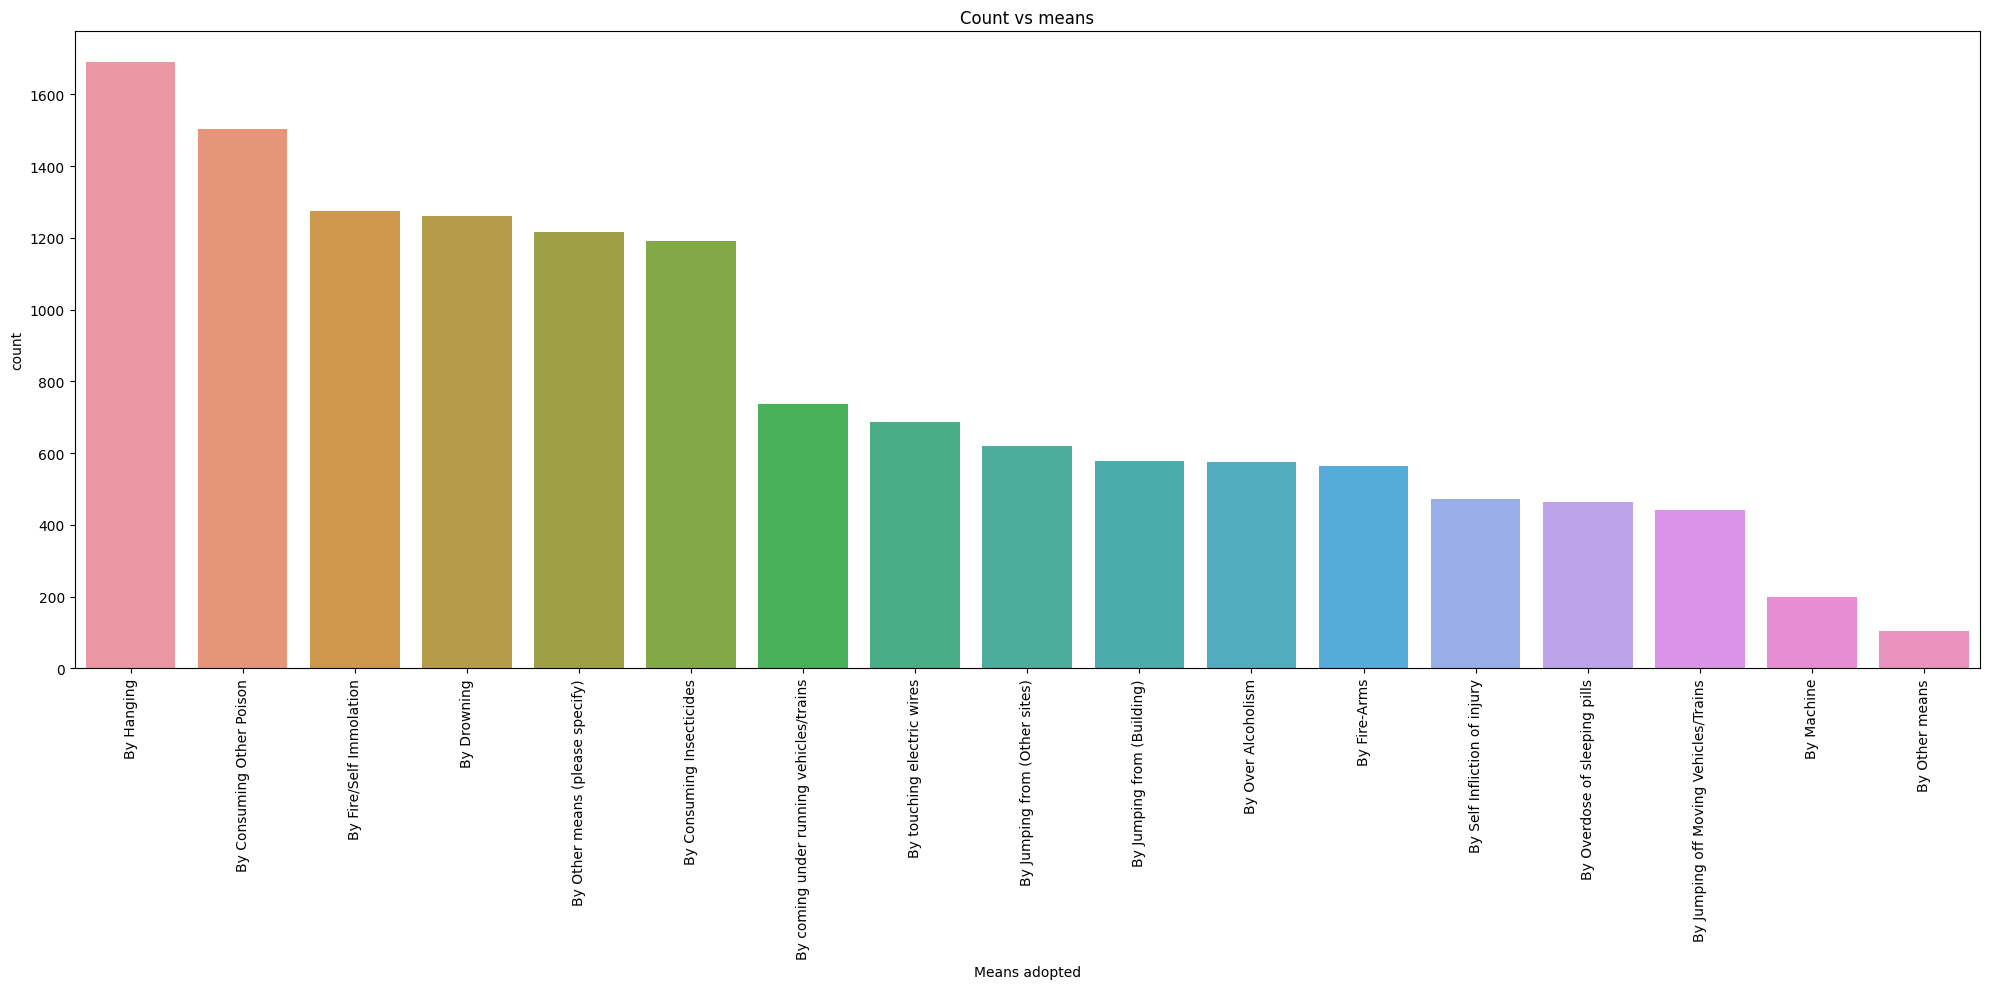 Count vs means
count
1600
1400
1200
1000
800
600
400
200
0
By Hanging
By Consuming Other Poison
By Fire/Self Immolation
By Drowning
By Other means (please specify)
By Consuming Insecticides
By coming under running vehicles/trains
By touching electric wires
By Jumping from (Other sites)
By Jumping from (Building)
By Over Alcoholism
By Fire-Arms
By Self Infliction of injury
By Overdose of sleeping pills
By Jumping off Moving Vehicles/Trains
By Machine
By Other means
Means adopted